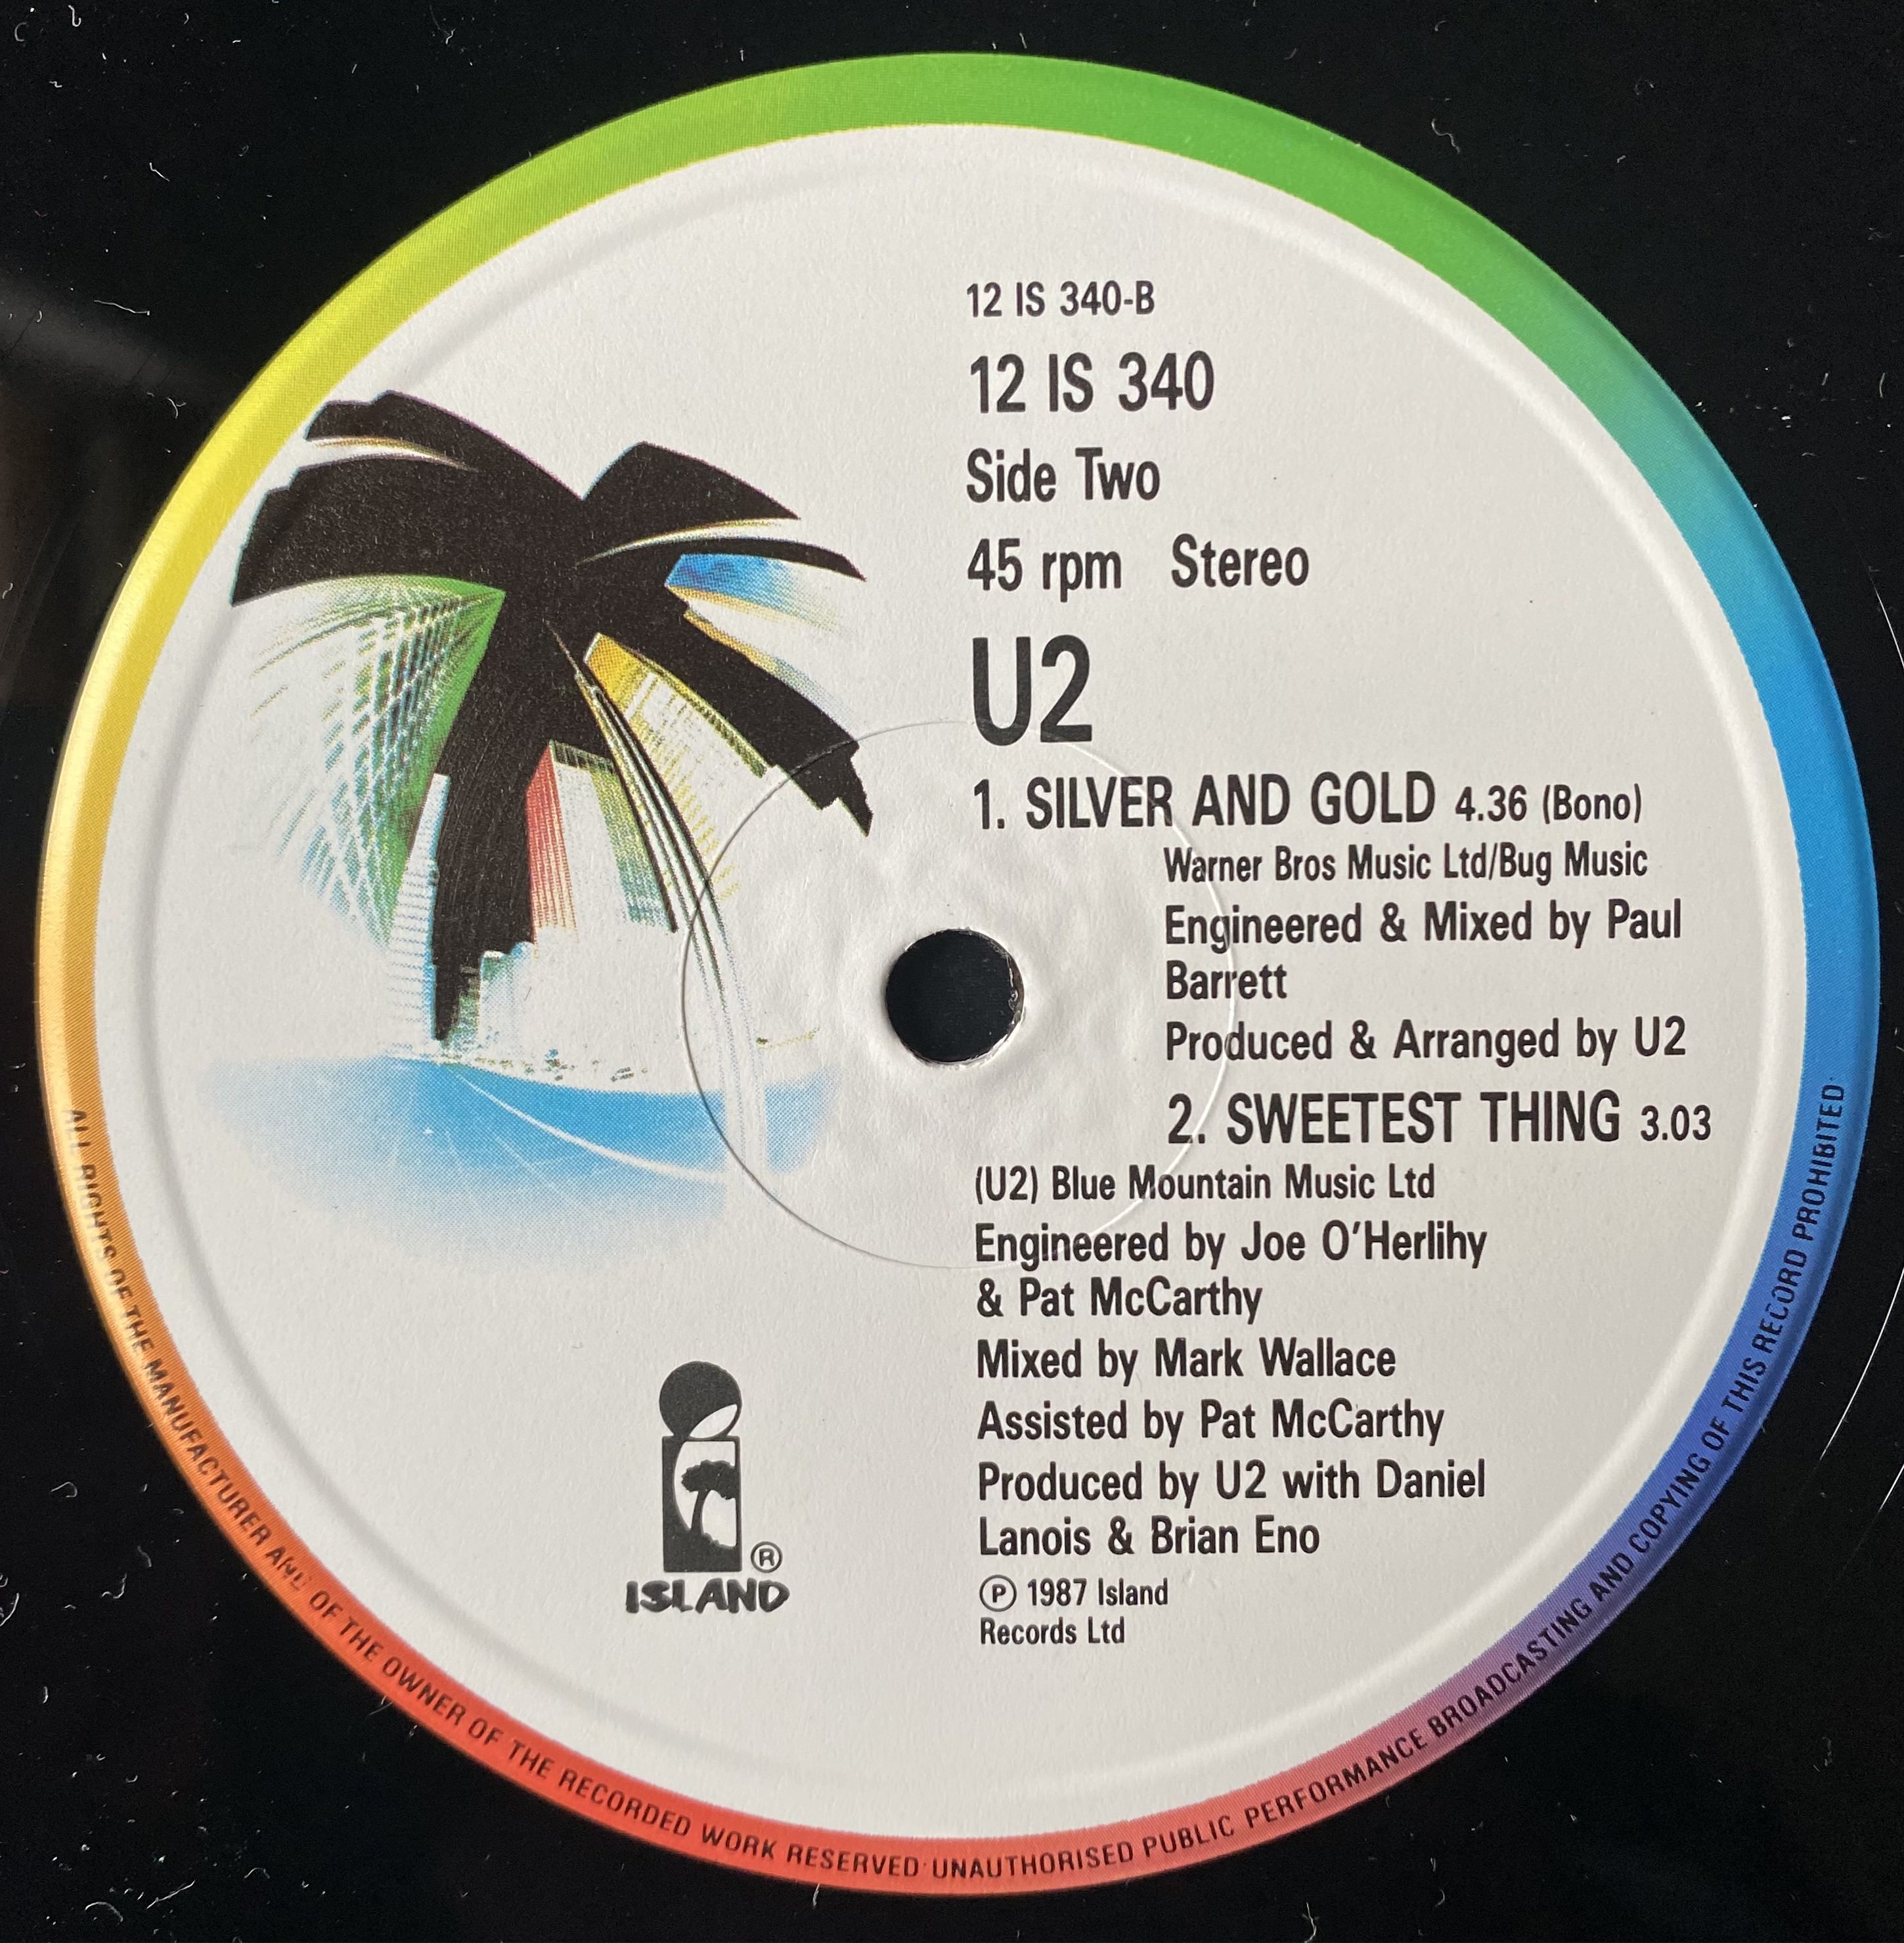 12 IS 340-B
12 IS 340
Side Two
45 rpm Stereo
U2
1. SILVER AND GOLD 4.36 (Bono)
Warner Bros Music Ltd/Bug Music
Engineered & Mixed by Paul
Barrett
Produced & Arranged by U2
2. SWEETEST THING 3.03
(U2) Blue Mountain Music Ltd
Engineered by Joe O'Herlihy
& Pat McCarthy
Mixed by Mark Wallace
Assisted by Pat McCarthy
Produced by U2 with Daniel
Lanois & Brian Eno
℗ 1987 Island
Records Ltd
®
ISLAND
ALL RIGHTS OF THE MANUFACTURER AND OF THE OWNER OF THE RECORDED WORK RESERVED· UNAUTHORISED PUBLIC PERFORMANCE BROADCASTING AND COPYING OF THIS RECORD PROHIBITED·